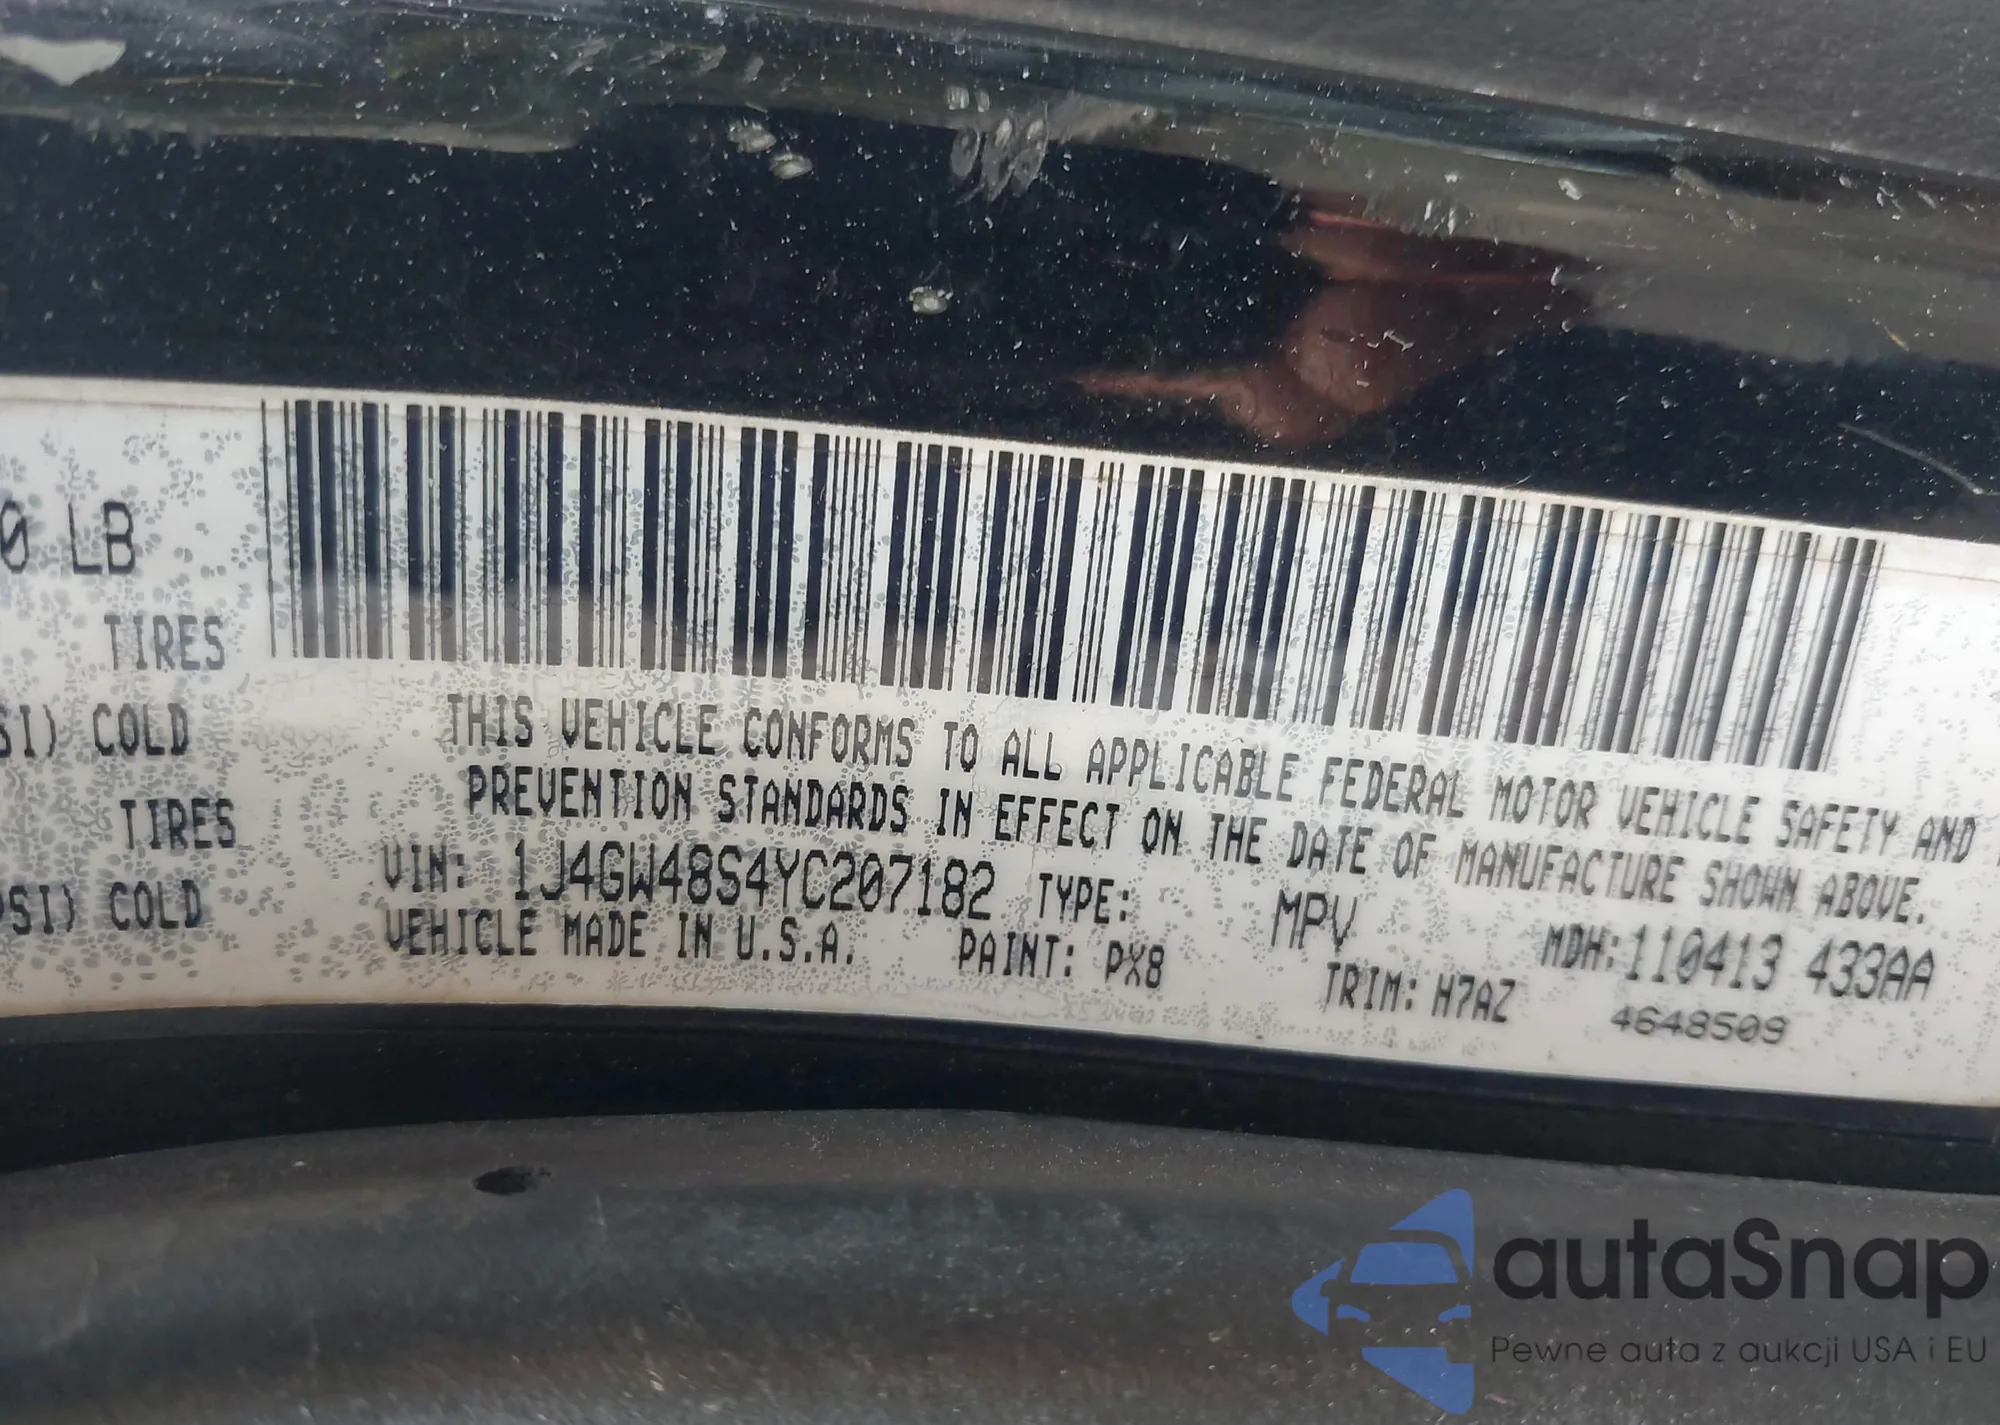 0 LB
TIRES
SI) COLD
TIRES
PSI) COLD
THIS VEHICLE CONFORMS TO ALL APPLICABLE FEDERAL MOTOR VEHICLE SAFETY AND
PREVENTION STANDARDS IN EFFECT ON THE DATE OF MANUFACTURE SHOWN ABOVE.
VIN: 1J4GW48S4YC207182 TYPE: MPV MDH:110413 433AA
VEHICLE MADE IN U.S.A. PAINT: PX8 TRIM: H7AZ 4648509
autaSnap
Pewne auta z aukcji USA i EU